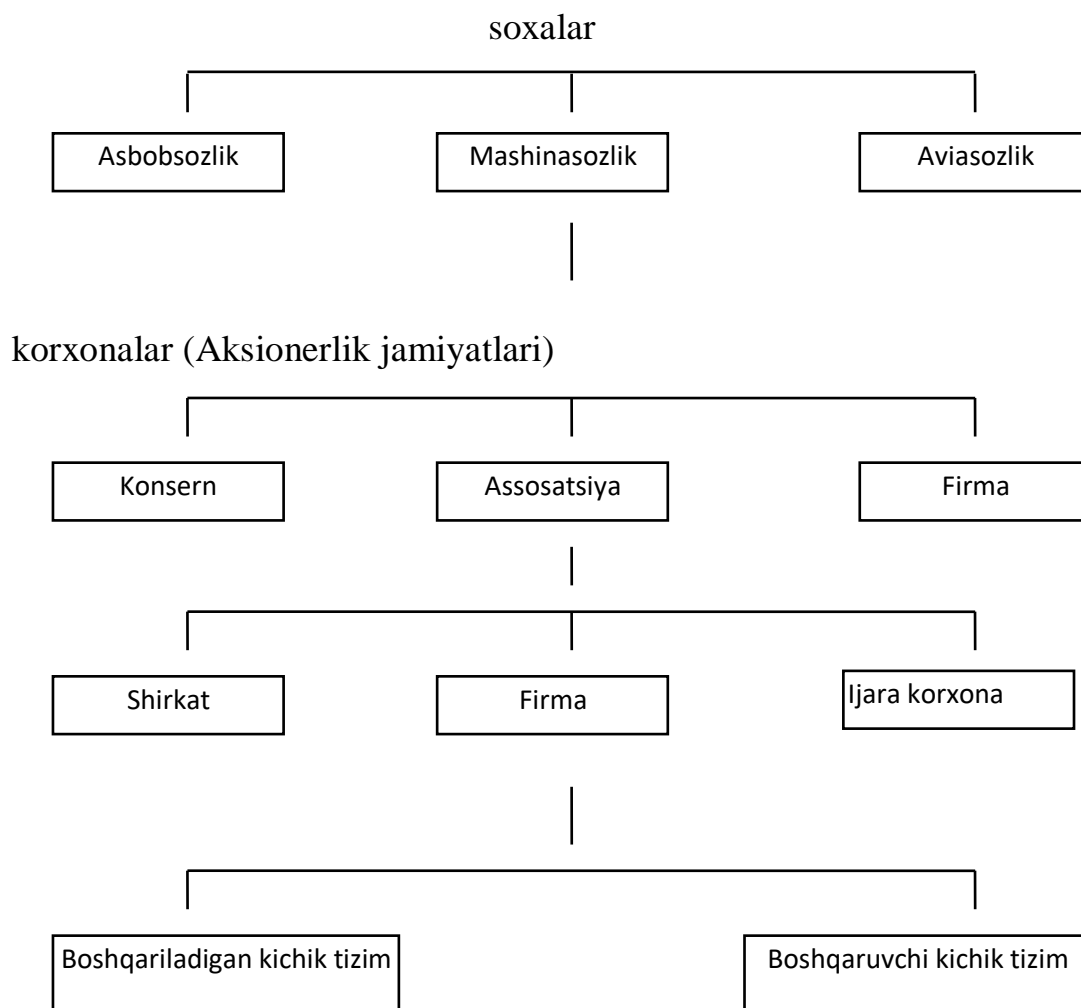 soxalar
Asbobsozlik
Mashinasozlik
Aviasozlik
korxonalar (Aksionerlik jamiyatlari)
Konsern
Assosatsiya
Firma
Shirkat
Firma
Ijara korxona
Boshqariladigan kichik tizim
Boshqaruvchi kichik tizim